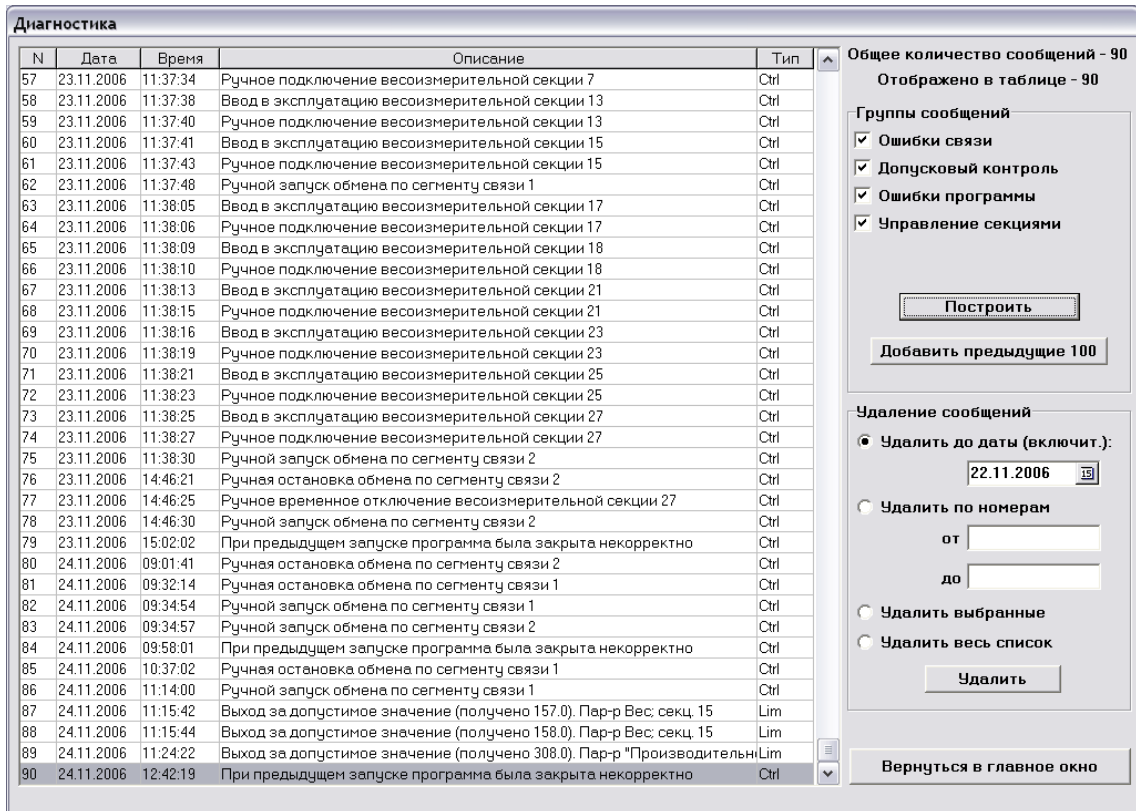 Диагностика
N Дата Время Описание Тип
57 23.11.2006 11:37:34 Ручное подключение весоизмерительной секции 7 Ctrl
58 23.11.2006 11:37:38 Ввод в эксплуатацию весоизмерительной секции 13 Ctrl
59 23.11.2006 11:37:40 Ручное подключение весоизмерительной секции 13 Ctrl
60 23.11.2006 11:37:41 Ввод в эксплуатацию весоизмерительной секции 15 Ctrl
61 23.11.2006 11:37:43 Ручное подключение весоизмерительной секции 15 Ctrl
62 23.11.2006 11:37:48 Ручной запуск обмена по сегменту связи 1 Ctrl
63 23.11.2006 11:38:05 Ввод в эксплуатацию весоизмерительной секции 17 Ctrl
64 23.11.2006 11:38:06 Ручное подключение весоизмерительной секции 17 Ctrl
65 23.11.2006 11:38:09 Ввод в эксплуатацию весоизмерительной секции 18 Ctrl
66 23.11.2006 11:38:10 Ручное подключение весоизмерительной секции 18 Ctrl
67 23.11.2006 11:38:13 Ввод в эксплуатацию весоизмерительной секции 21 Ctrl
68 23.11.2006 11:38:15 Ручное подключение весоизмерительной секции 21 Ctrl
69 23.11.2006 11:38:16 Ввод в эксплуатацию весоизмерительной секции 23 Ctrl
70 23.11.2006 11:38:19 Ручное подключение весоизмерительной секции 23 Ctrl
71 23.11.2006 11:38:21 Ввод в эксплуатацию весоизмерительной секции 25 Ctrl
72 23.11.2006 11:38:23 Ручное подключение весоизмерительной секции 25 Ctrl
73 23.11.2006 11:38:25 Ввод в эксплуатацию весоизмерительной секции 27 Ctrl
74 23.11.2006 11:38:27 Ручное подключение весоизмерительной секции 27 Ctrl
75 23.11.2006 11:38:30 Ручной запуск обмена по сегменту связи 2 Ctrl
76 23.11.2006 14:46:21 Ручная остановка обмена по сегменту связи 2 Ctrl
77 23.11.2006 14:46:25 Ручное временное отключение весоизмерительной секции 27 Ctrl
78 23.11.2006 14:46:30 Ручной запуск обмена по сегменту связи 2 Ctrl
79 23.11.2006 15:02:02 При предыдущем запуске программа была закрыта некорректно Ctrl
80 24.11.2006 09:01:41 Ручная остановка обмена по сегменту связи 2 Ctrl
81 24.11.2006 09:32:14 Ручная остановка обмена по сегменту связи 1 Ctrl
82 24.11.2006 09:34:54 Ручной запуск обмена по сегменту связи 1 Ctrl
83 24.11.2006 09:34:57 Ручной запуск обмена по сегменту связи 2 Ctrl
84 24.11.2006 09:58:01 При предыдущем запуске программа была закрыта некорректно Ctrl
85 24.11.2006 10:37:02 Ручная остановка обмена по сегменту связи 1 Ctrl
86 24.11.2006 11:14:00 Ручной запуск обмена по сегменту связи 1 Ctrl
87 24.11.2006 11:15:42 Выход за допустимое значение (получено 157.0). Пар-р Вес; секц. 15 Lim
88 24.11.2006 11:15:44 Выход за допустимое значение (получено 158.0). Пар-р Вес; секц. 15 Lim
89 24.11.2006 11:24:22 Выход за допустимое значение (получено 308.0). Пар-р "Производительн Lim
90 24.11.2006 12:42:19 При предыдущем запуске программа была закрыта некорректно Ctrl
Общее количество сообщений - 90
Отображено в таблице - 90
Группы сообщений
Ошибки связи
Допусковый контроль
Ошибки программы
Управление секциями
Построить
Добавить предыдущие 100
Удаление сообщений
Удалить до даты (включит.):
22.11.2006 15
Удалить по номерам
от
до
Удалить выбранные
Удалить весь список
Удалить
Вернуться в главное окно